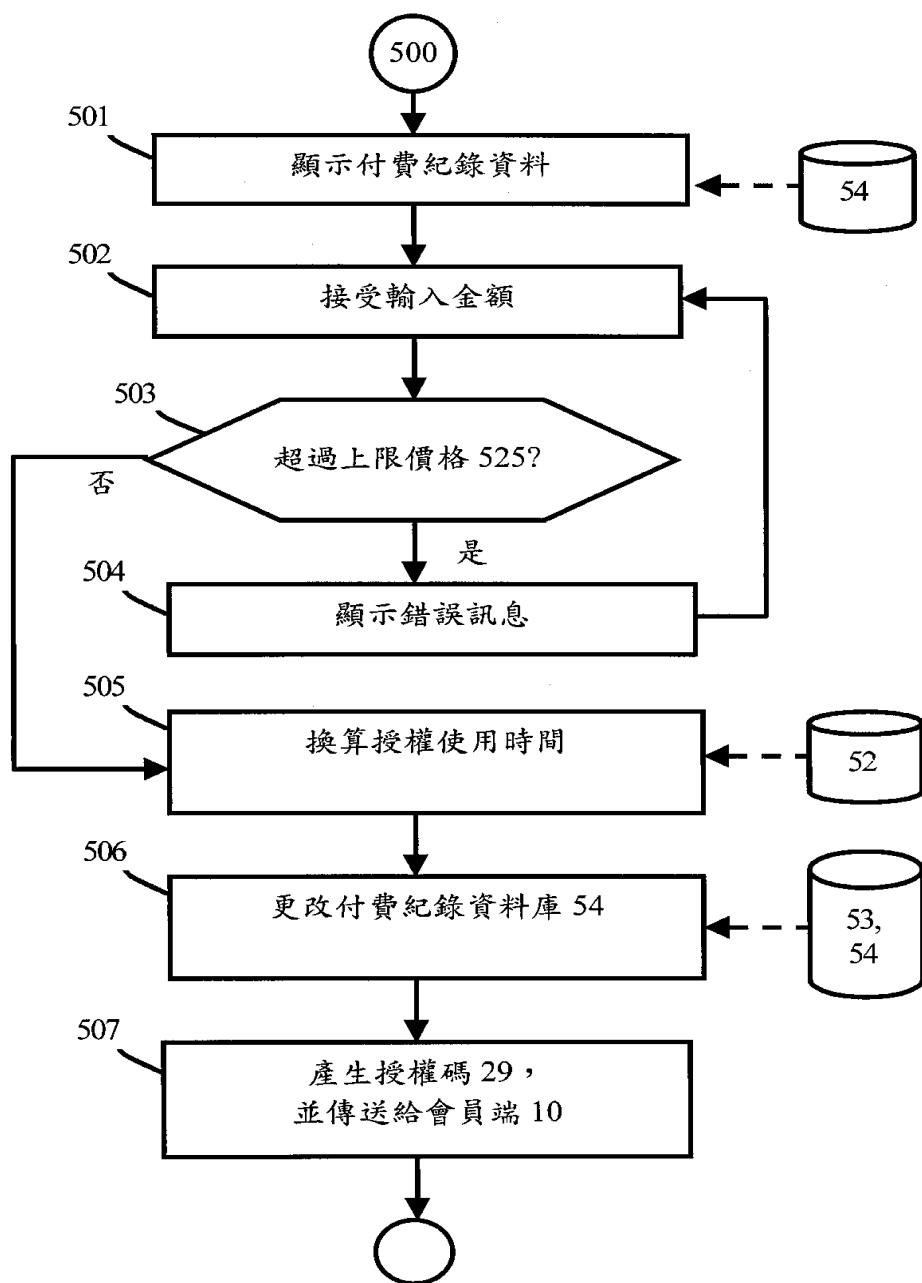 500
501
顯示付費紀錄資料
54
502
接受輸入金額
503
超過上限價格 525?
否
是
504
顯示錯誤訊息
505
換算授權使用時間
52
506
更改付費紀錄資料庫 54
53,
54
507
產生授權碼 29，
並傳送給會員端 10